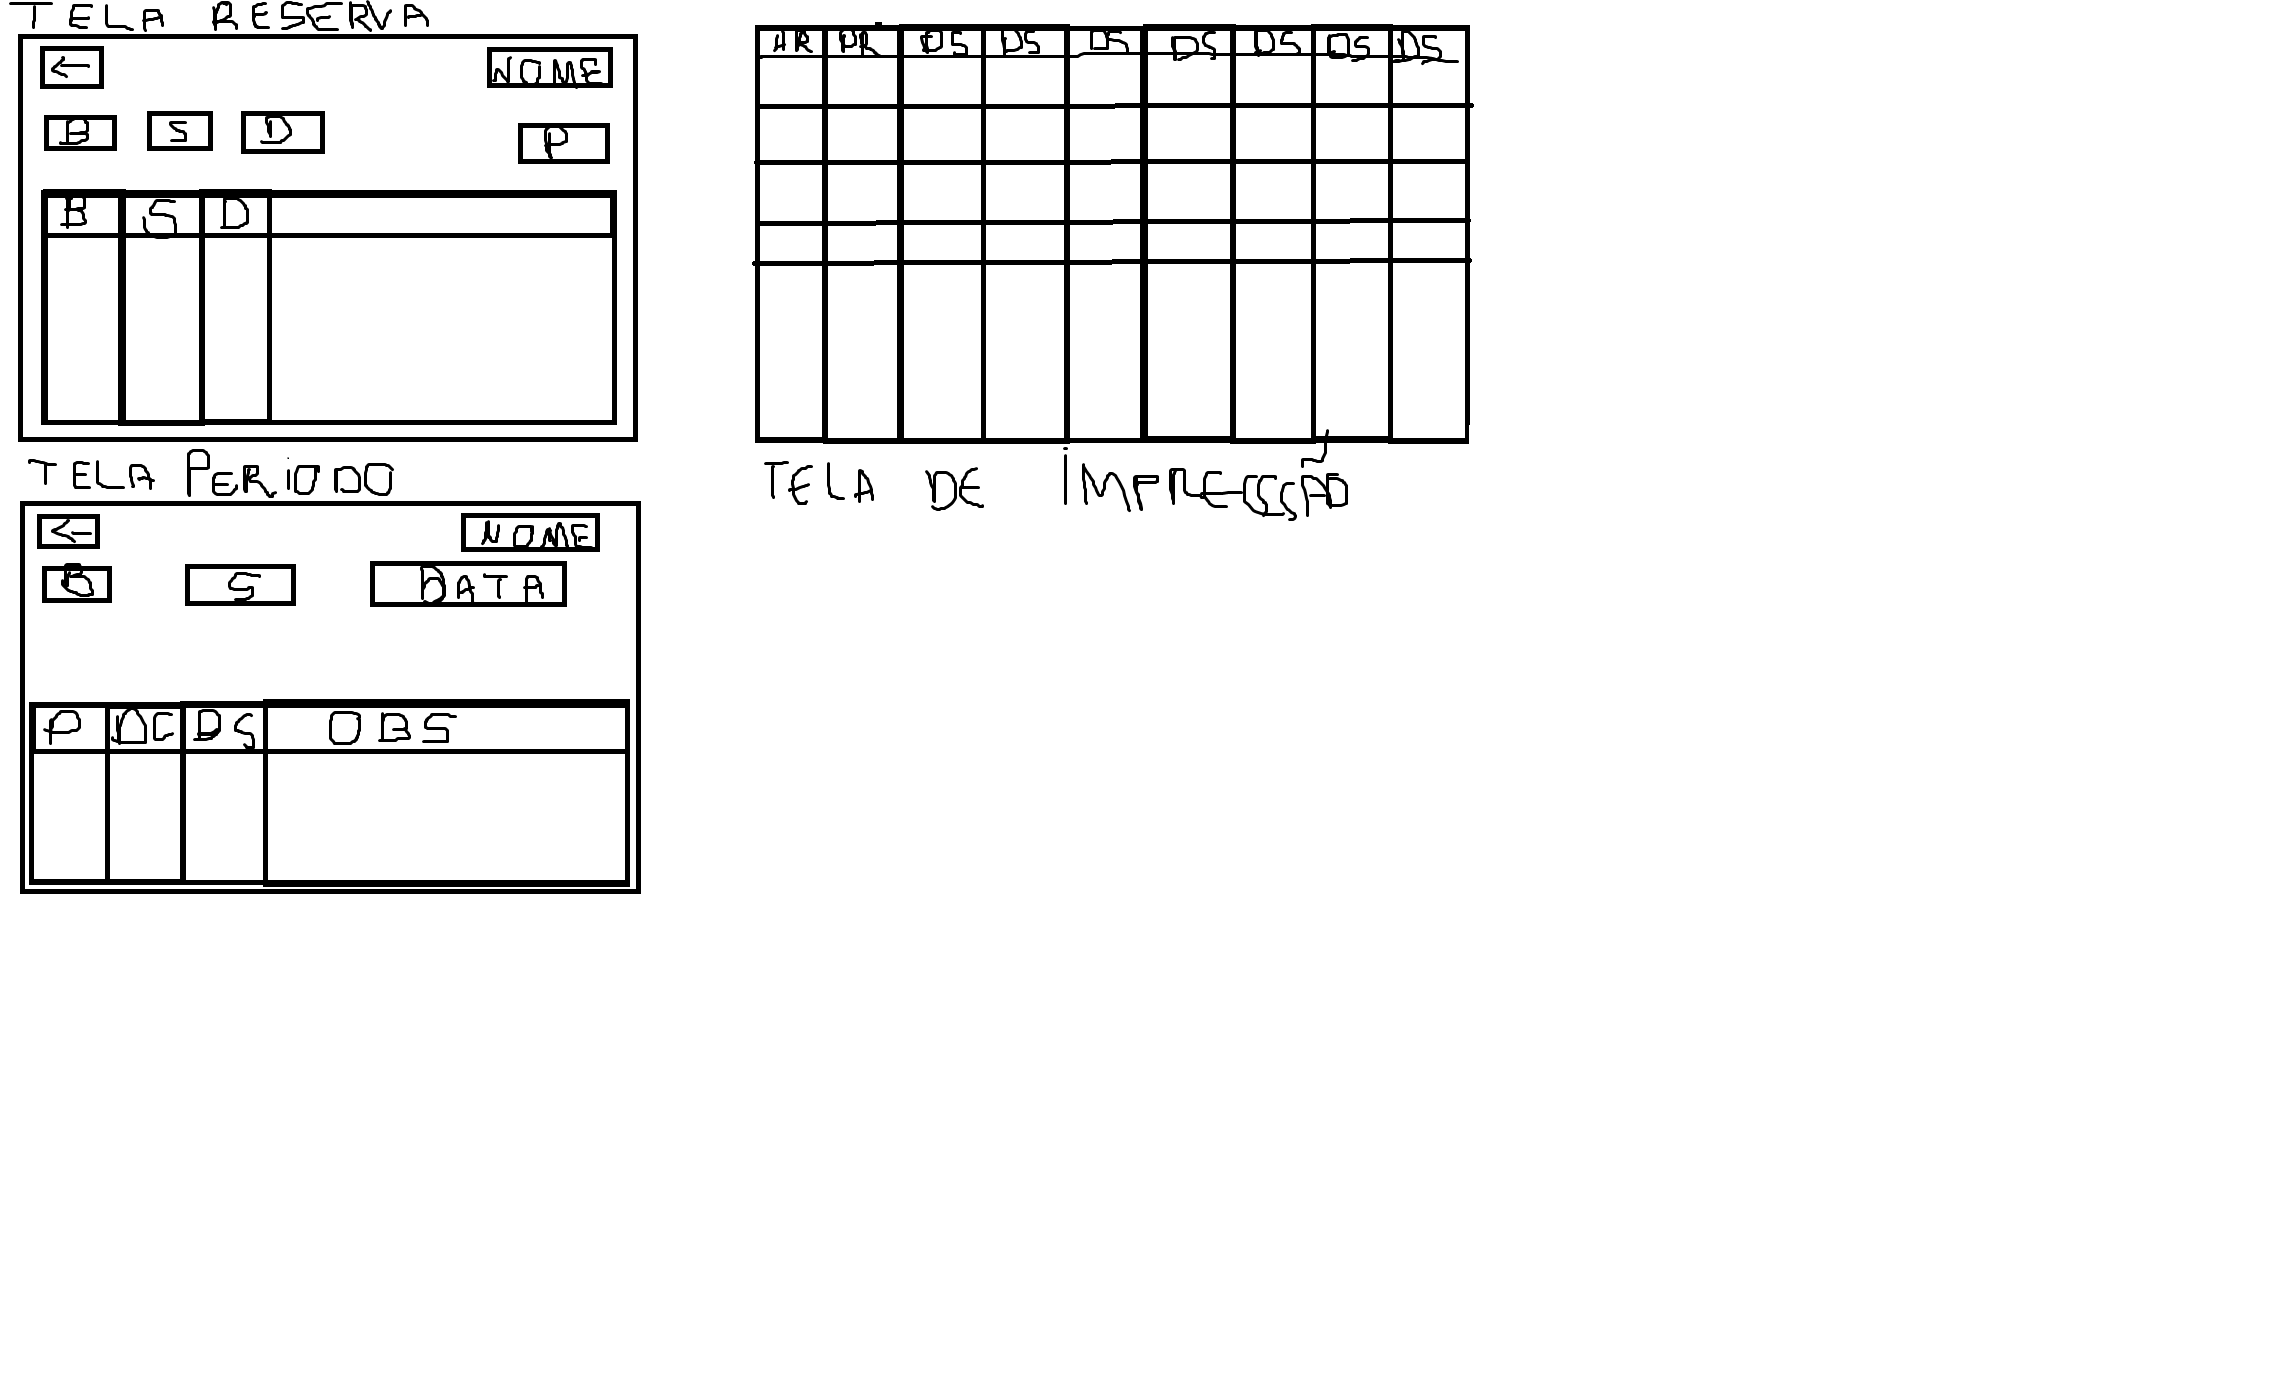 TELA RESERVA
← NOME
B S D P
B S D
TELA PERIODO
← NOME
B S DATA
P DC DS OBS
HR PR DS DS DS DS DS DS DS
TELA DE IMPRESSÃO